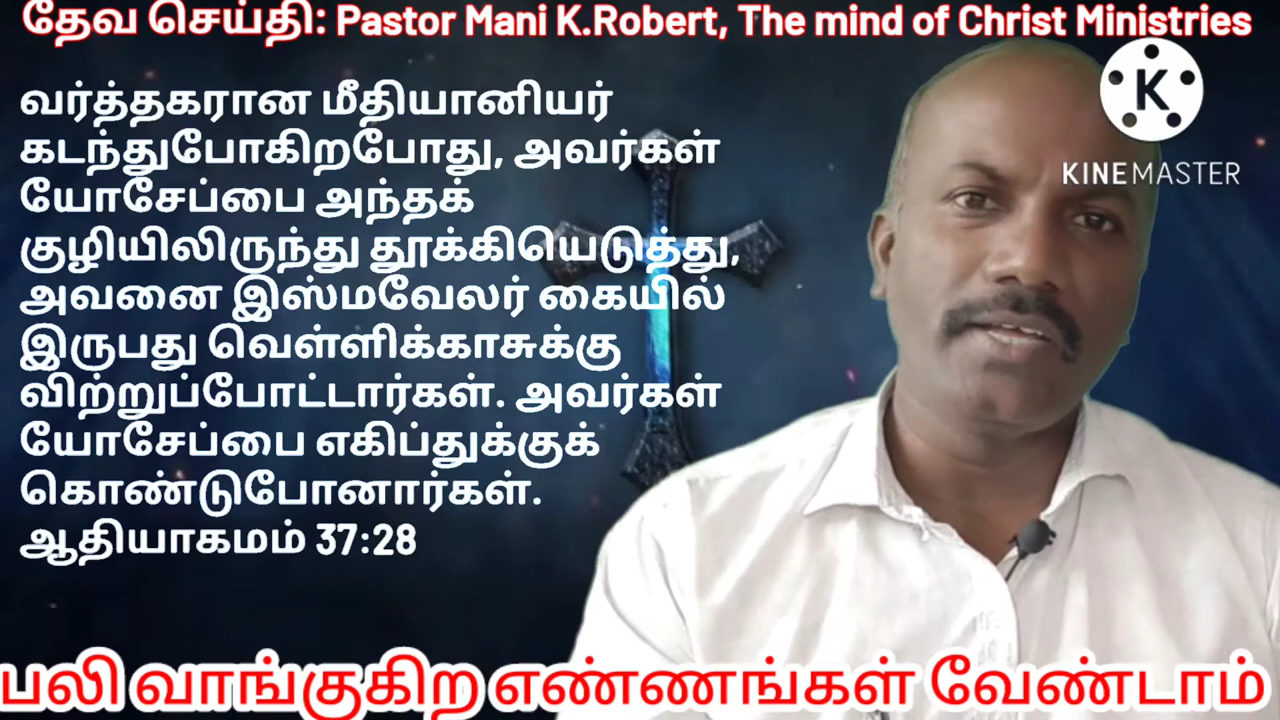 தேவ செய்தி: Pastor Mani K.Robert, The mind of Christ Ministries
K
KINEMASTER
வர்த்தகரான மீதியானியர்
கடந்துபோகிறபோது, அவர்கள்
யோசேப்பை அந்தக்
குழியிலிருந்து தூக்கியெடுத்து,
அவனை இஸ்மவேலர் கையில்
இருபது வெள்ளிக்காசுக்கு
விற்றுப்போட்டார்கள். அவர்கள்
யோசேப்பை எகிப்துக்குக்
கொண்டுபோனார்கள்.
ஆதியாகமம் 37:28
பலி வாங்குகிற எண்ணங்கள் வேண்டாம்